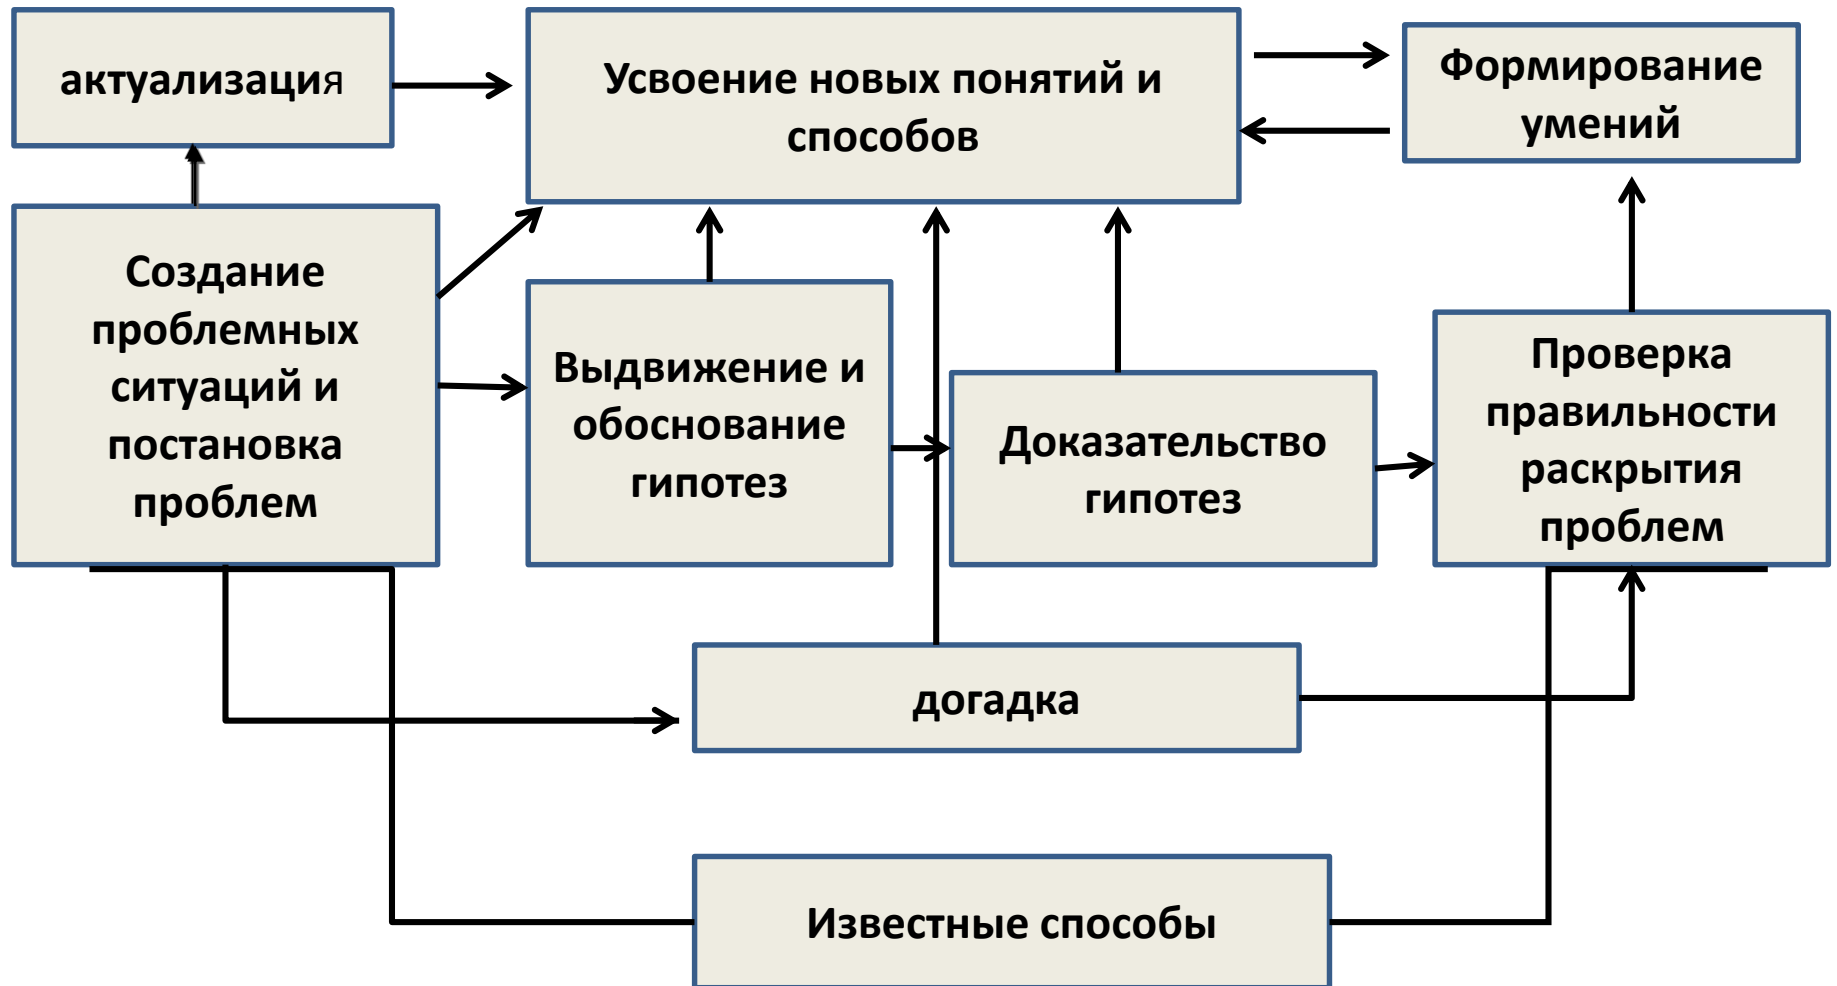 актуализация
Усвоение новых понятий и
способов
Формирование
умений
Создание
проблемных
ситуаций и
постановка
проблем
Выдвижение и
обоснование
гипотез
Доказательство
гипотез
Проверка
правильности
раскрытия
проблем
догадка
Известные способы